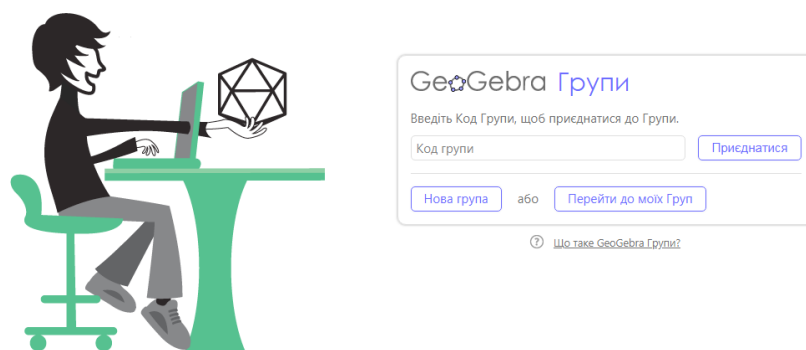 GeoGebra Групи
Введіть Код Групи, щоб приєднатися до Групи.
Код групи
Приєднатися
Нова група або Перейти до моїх Груп
? Що таке GeoGebra Групи?